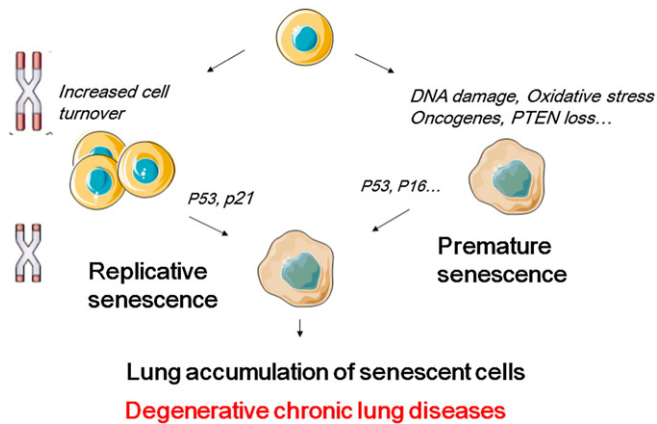 Increased cell
turnover
DNA damage, Oxidative stress
Oncogenes, PTEN loss…
P53, p21
P53, P16…
Replicative
senescence
Premature
senescence
Lung accumulation of senescent cells
Degenerative chronic lung diseases